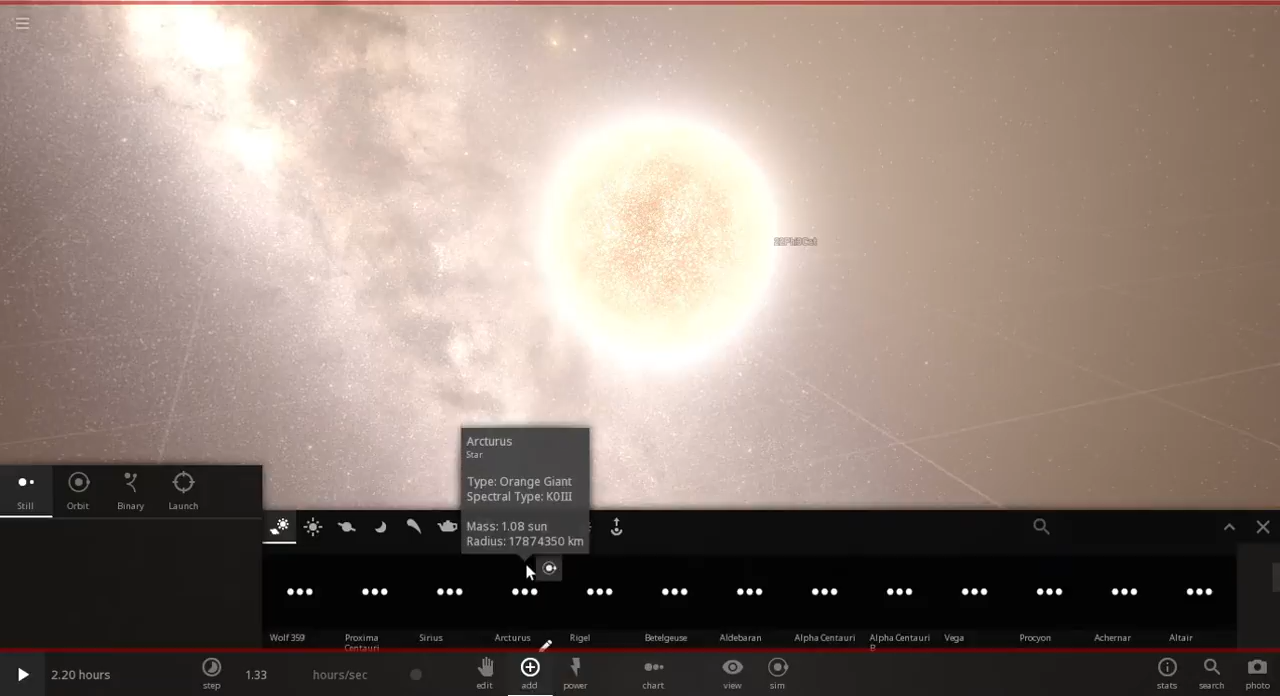 Arcturus
Star
Type: Orange Giant
Spectral Type: K0III
Mass: 1.08 sun
Radius: 17874350 km
Still
Orbit
Binary
Launch
Wolf 359
Proxima
Centauri
Sirius
Arcturus
Rigel
Betelgeuse
Aldebaran
Alpha Centauri
Alpha Centauri
B
Vega
Procyon
Achernar
Altair
2.20 hours
step
1.33
hours/sec
edit
add
power
chart
view
sim
stats
search
photo